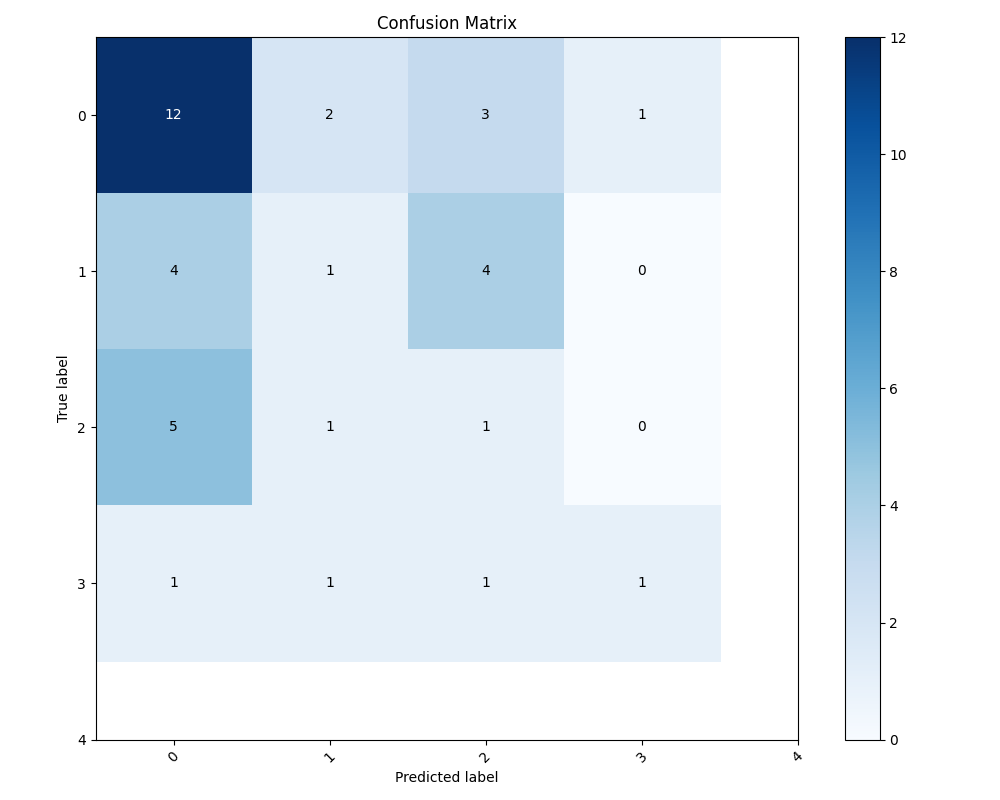 Confusion Matrix
12
0 12 2 3 1
10
1 4 1 4 0
8
True label
6
2 5 1 1 0
4
3 1 1 1 1
2
4
0
0 1 2 3 4
Predicted label